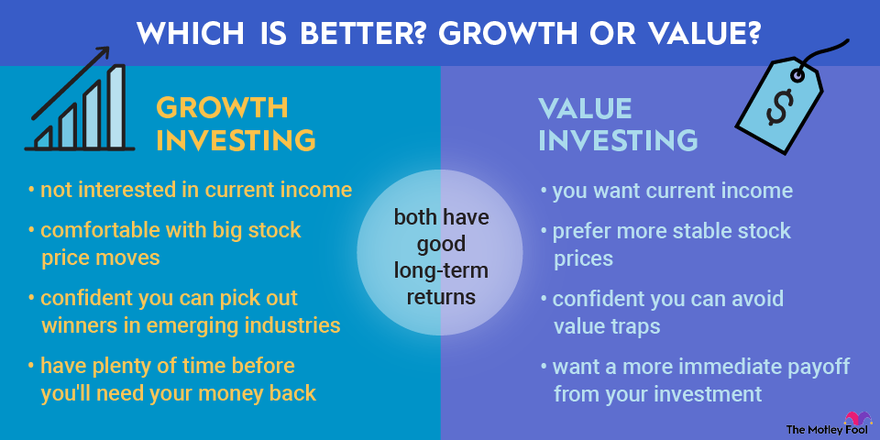 WHICH IS BETTER? GROWTH OR VALUE?
GROWTH
INVESTING
• not interested in current income
• comfortable with big stock
price moves
• confident you can pick out
winners in emerging industries
• have plenty of time before
you'll need your money back
both have
good
long-term
returns
$
VALUE
INVESTING
• you want current income
• prefer more stable stock
prices
• confident you can avoid
value traps
• want a more immediate payoff
from your investment
The Motley Fool